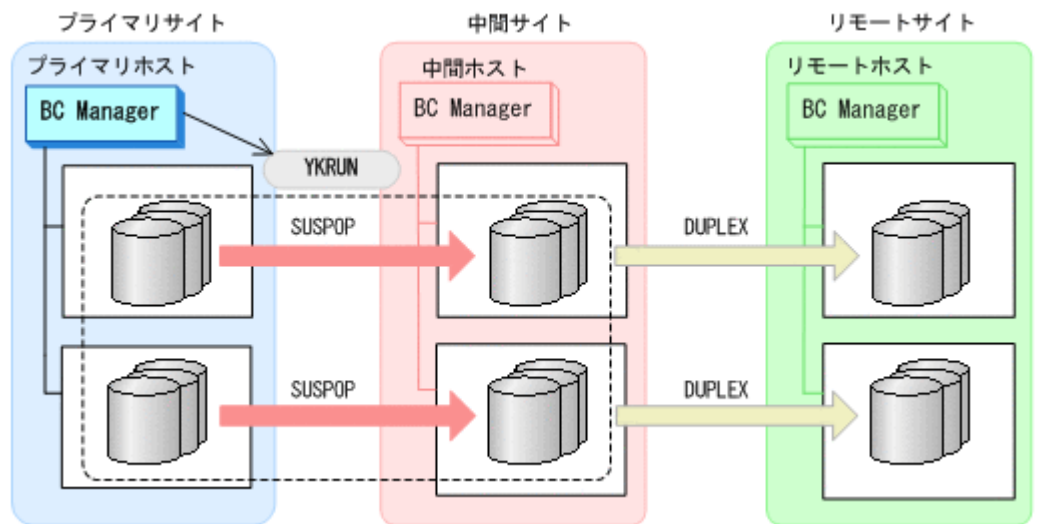 プライマリサイト
中間サイト
リモートサイト
プライマリホスト
中間ホスト
リモートホスト
BC Manager
BC Manager
BC Manager
YKRUN
SUSPOP
DUPLEX
SUSPOP
DUPLEX